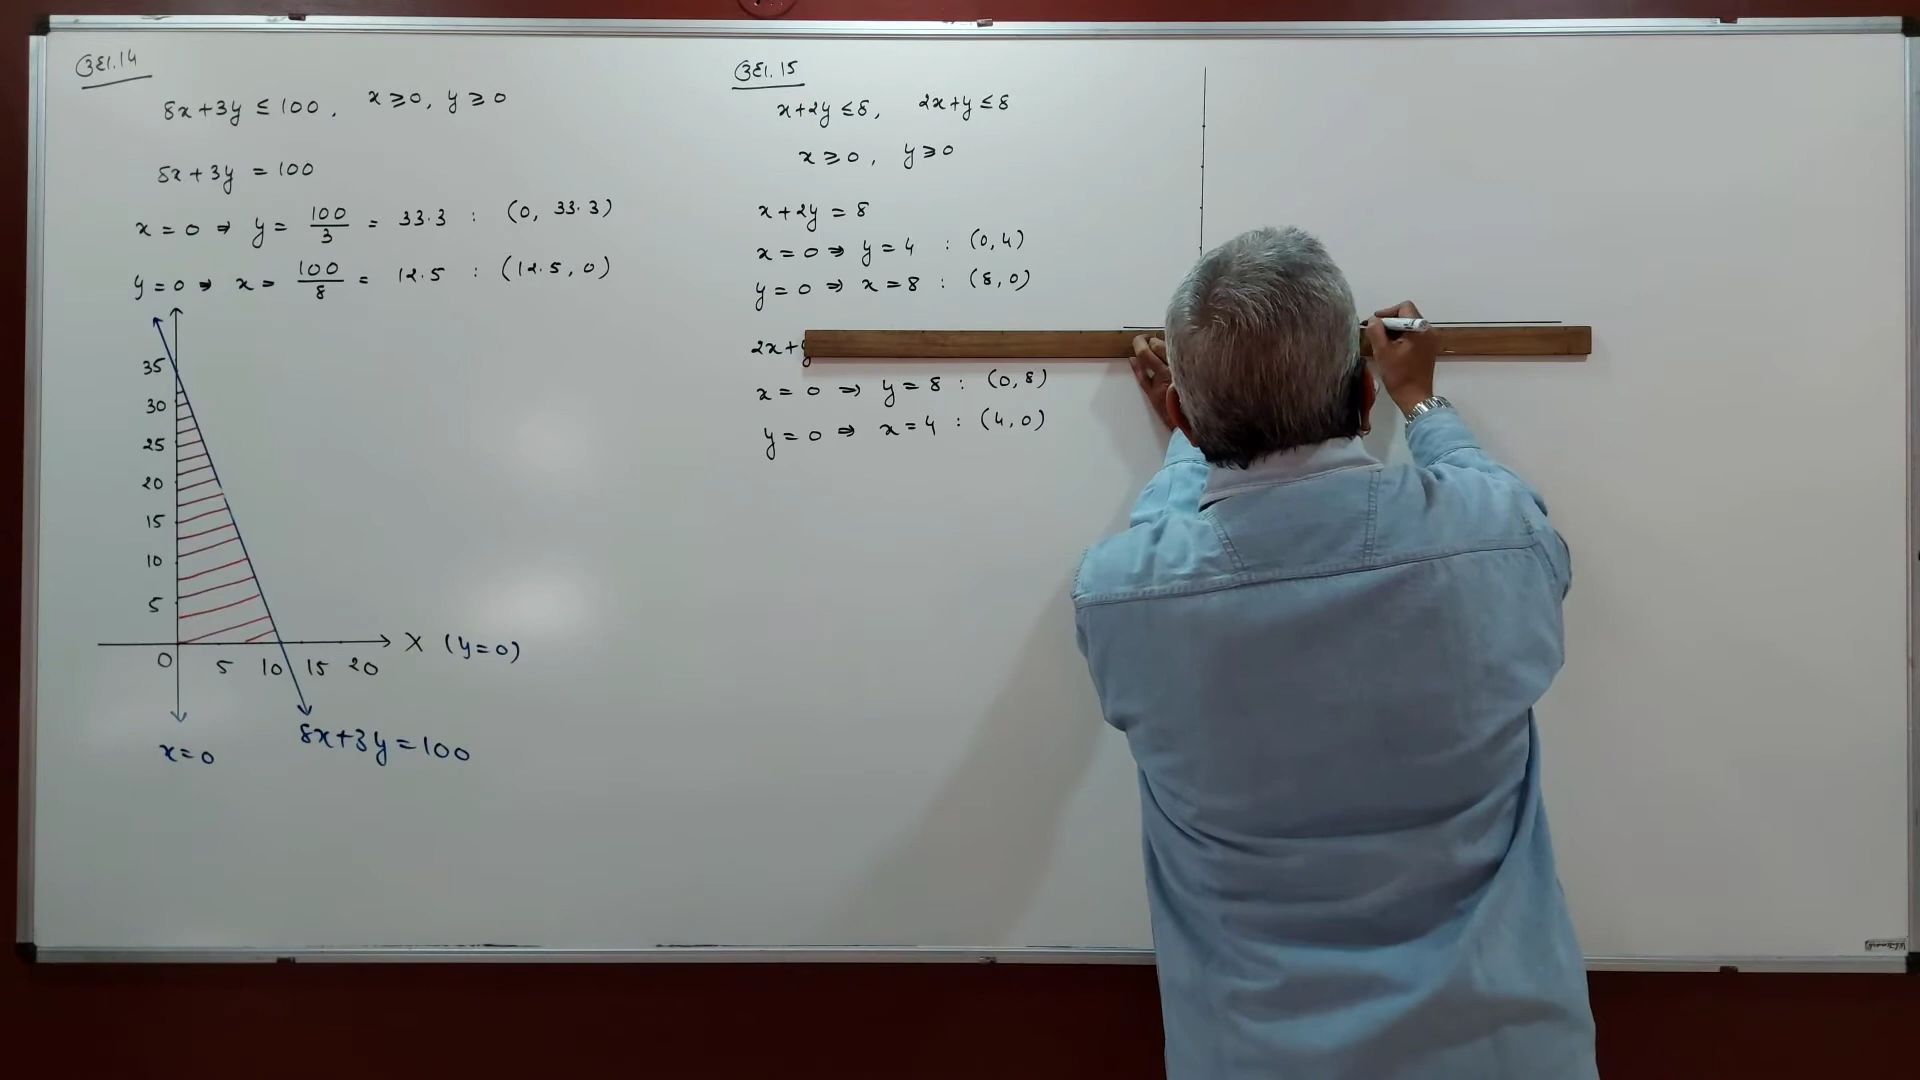 उदा.14
8x+3y ≤ 100, x ≥ 0, y ≥ 0
8x+3y = 100
x = 0 ⇒ y = 100/3 = 33.3 : (0, 33.3)
y = 0 ⇒ x = 100/8 = 12.5 : (12.5, 0)
35
30
25
20
15
10
5
0 5 10 15 20
X (y=0)
x=0
8x+3y=100
उदा.15
x+2y ≤ 8, 2x+y ≤ 8
x ≥ 0, y ≥ 0
x+2y = 8
x = 0 ⇒ y = 4 : (0,4)
y = 0 ⇒ x = 8 : (8,0)
2x+y
x = 0 ⇒ y = 8 : (0,8)
y = 0 ⇒ x = 4 : (4,0)